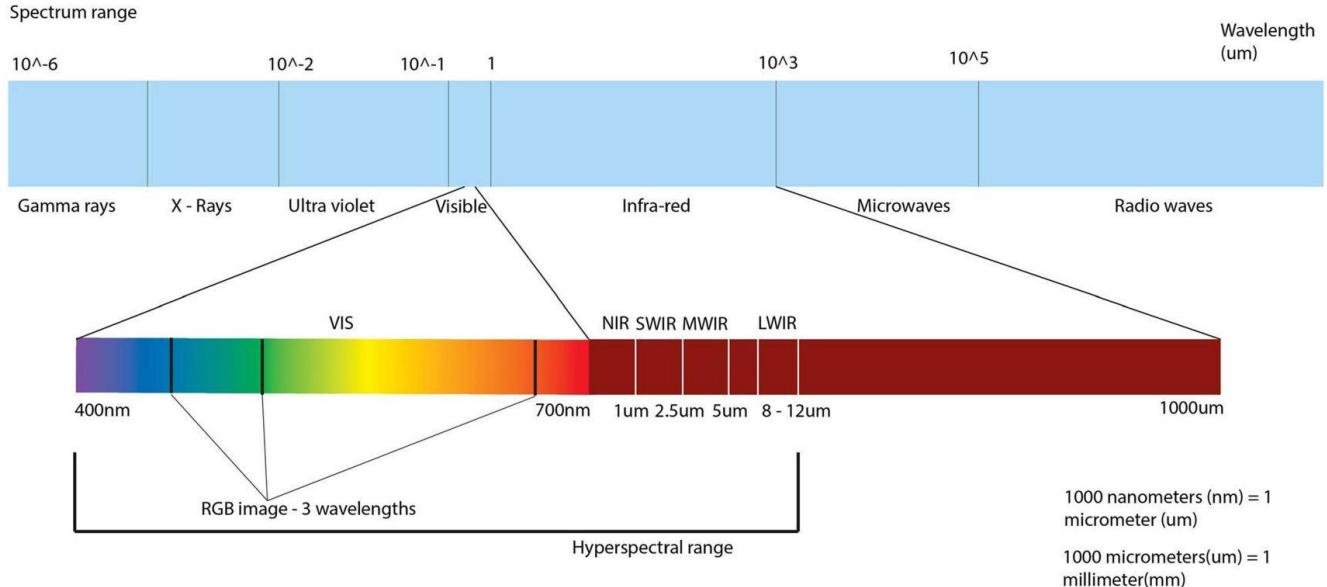 Spectrum range
Wavelength
(um)
10^-6
10^-2
10^-1
1
10^3
10^5
Gamma rays
X - Rays
Ultra violet
Visible
Infra-red
Microwaves
Radio waves
VIS
NIR
SWIR
MWIR
LWIR
400nm
700nm
1um
2.5um
5um
8 - 12um
1000um
RGB image - 3 wavelengths
Hyperspectral range
1000 nanometers (nm) = 1
micrometer (um)
1000 micrometers(um) = 1
millimeter(mm)